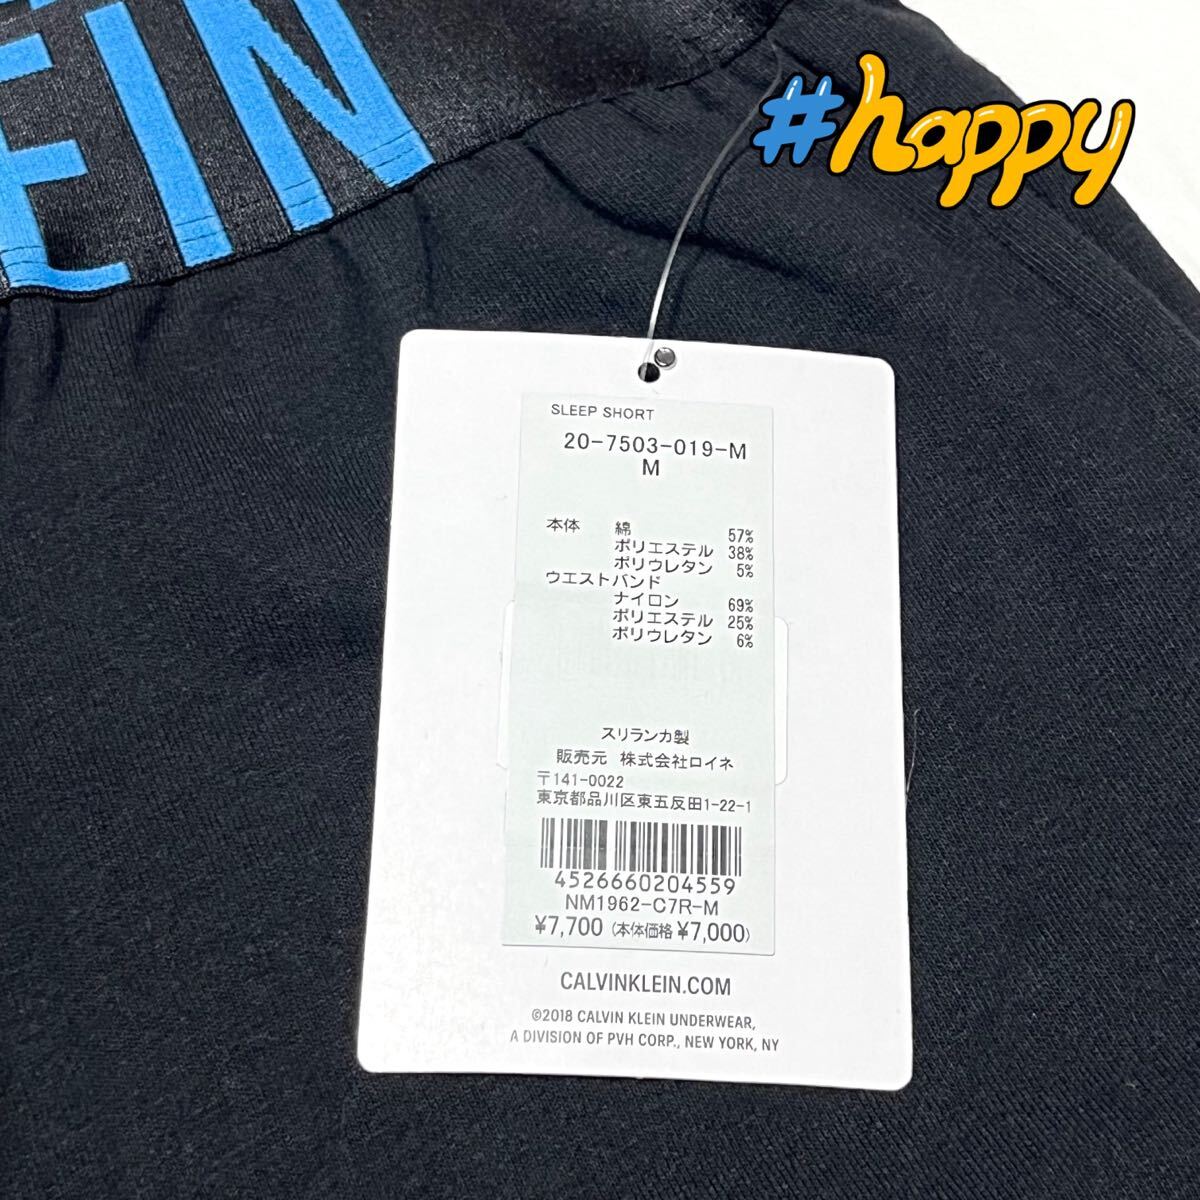 EIN
#happy
SLEEP SHORT
20-7503-019-M
M
本体 綿 57%
ポリエステル 38%
ポリウレタン 5%
ウエストバンド
ナイロン 69%
ポリエステル 25%
ポリウレタン 6%
スリランカ製
販売元 株式会社ロイネ
〒141-0022
東京都品川区東五反田1-22-1
4526660204559
NM1962-C7R-M
¥7,700 (本体価格 ¥7,000)
CALVINKLEIN.COM
©2018 CALVIN KLEIN UNDERWEAR,
A DIVISION OF PVH CORP., NEW YORK, NY